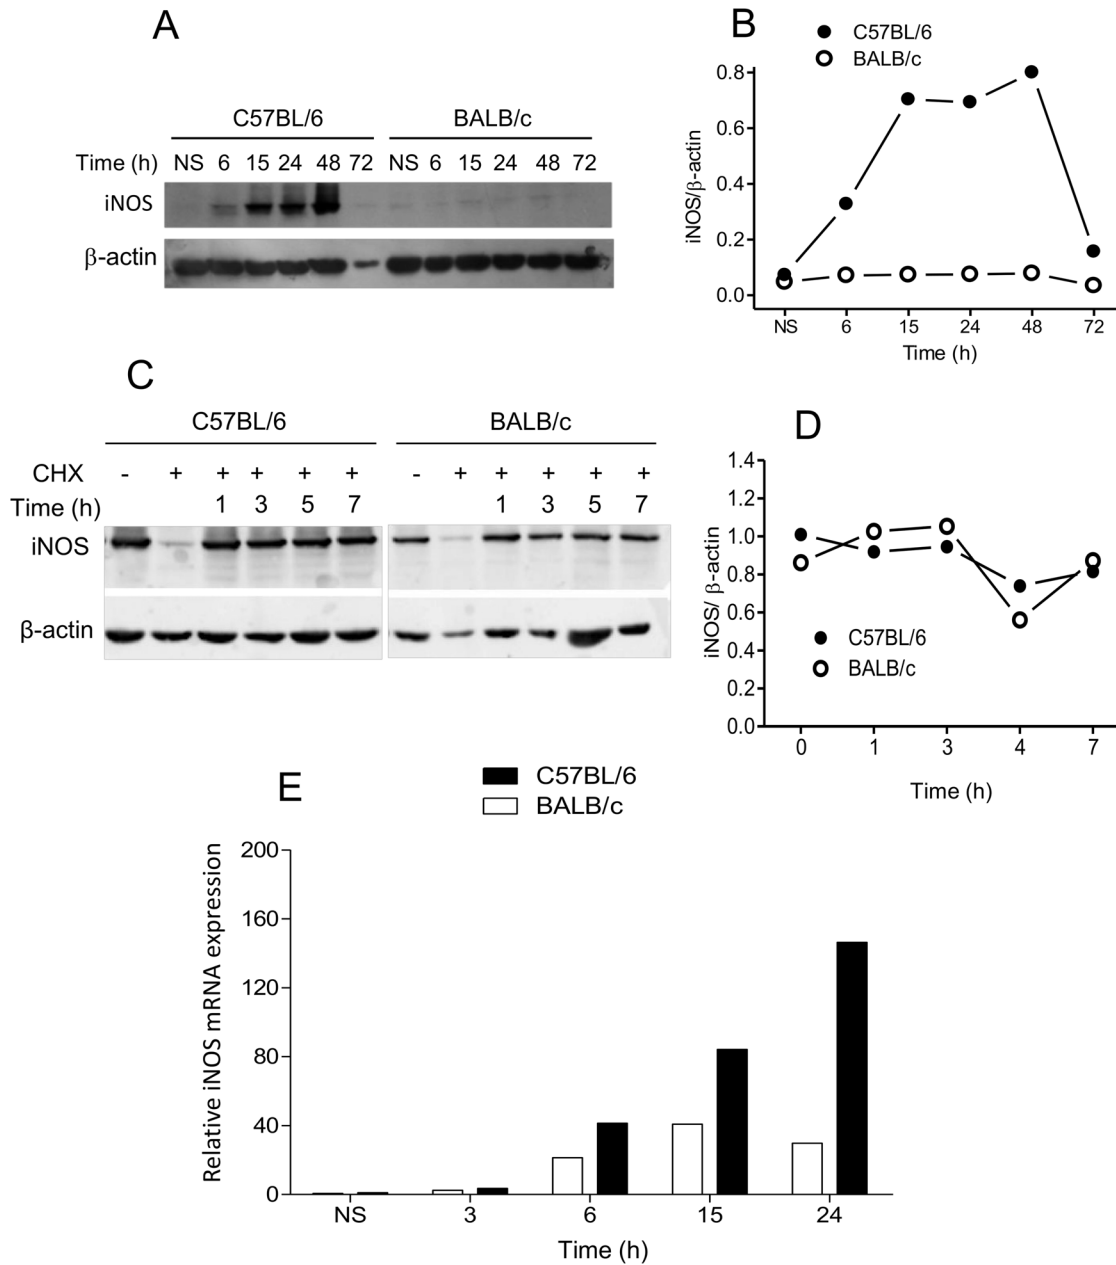 A
C57BL/6 BALB/c
Time (h) NS 6 15 24 48 72 NS 6 15 24 48 72
iNOS
β-actin
B
C57BL/6
BALB/c
iNOS/β-actin
0.8
0.6
0.4
0.2
0.0
NS 6 15 24 48 72
Time (h)
C
C57BL/6 BALB/c
CHX - + + + + + - + + + + +
Time (h) 1 3 5 7 1 3 5 7
iNOS
β-actin
D
iNOS/ β-actin
1.4
1.2
1.0
0.8
0.6
0.4
0.2
0.0
C57BL/6
BALB/c
0 1 3 4 7
Time (h)
E
C57BL/6
BALB/c
Relative iNOS mRNA expression
200
160
120
80
40
0
NS 3 6 15 24
Time (h)